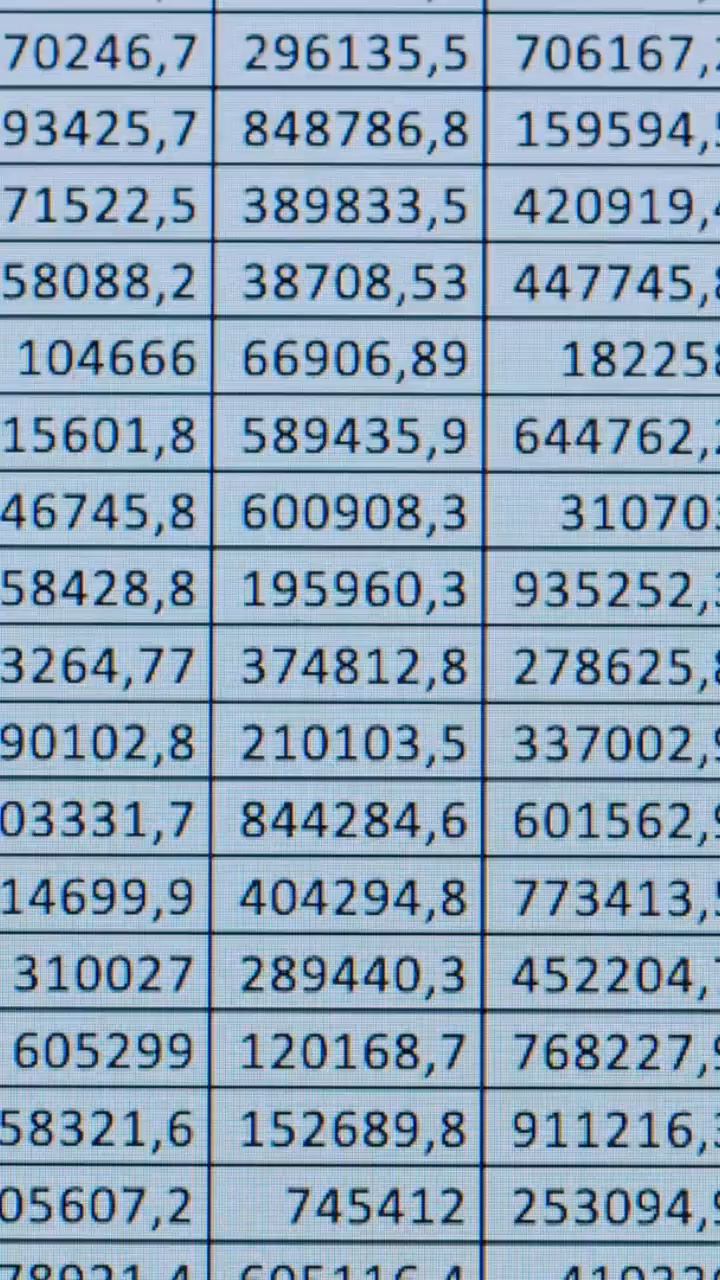 70246,7 296135,5 706167,
93425,7 848786,8 159594,
71522,5 389833,5 420919,
58088,2 38708,53 447745,
104666 66906,89 18225
15601,8 589435,9 644762,
46745,8 600908,3 31070
58428,8 195960,3 935252,
3264,77 374812,8 278625,
90102,8 210103,5 337002,
03331,7 844284,6 601562,
14699,9 404294,8 773413,
310027 289440,3 452204,
605299 120168,7 768227,
58321,6 152689,8 911216,
05607,2 745412 253094,